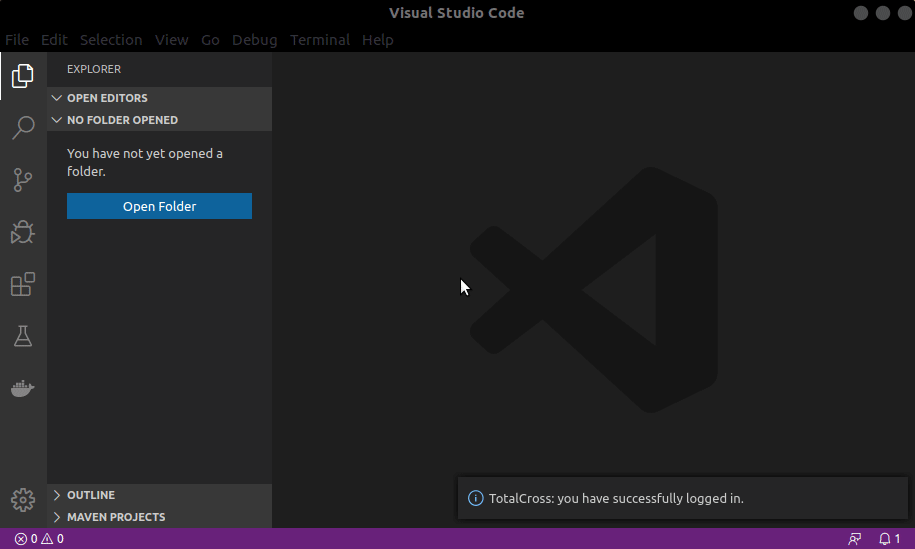 Visual Studio Code
File Edit Selection View Go Debug Terminal Help
EXPLORER
OPEN EDITORS
NO FOLDER OPENED
You have not yet opened a
folder.
Open Folder
OUTLINE
MAVEN PROJECTS
TotalCross: you have successfully logged in.
0 0
1